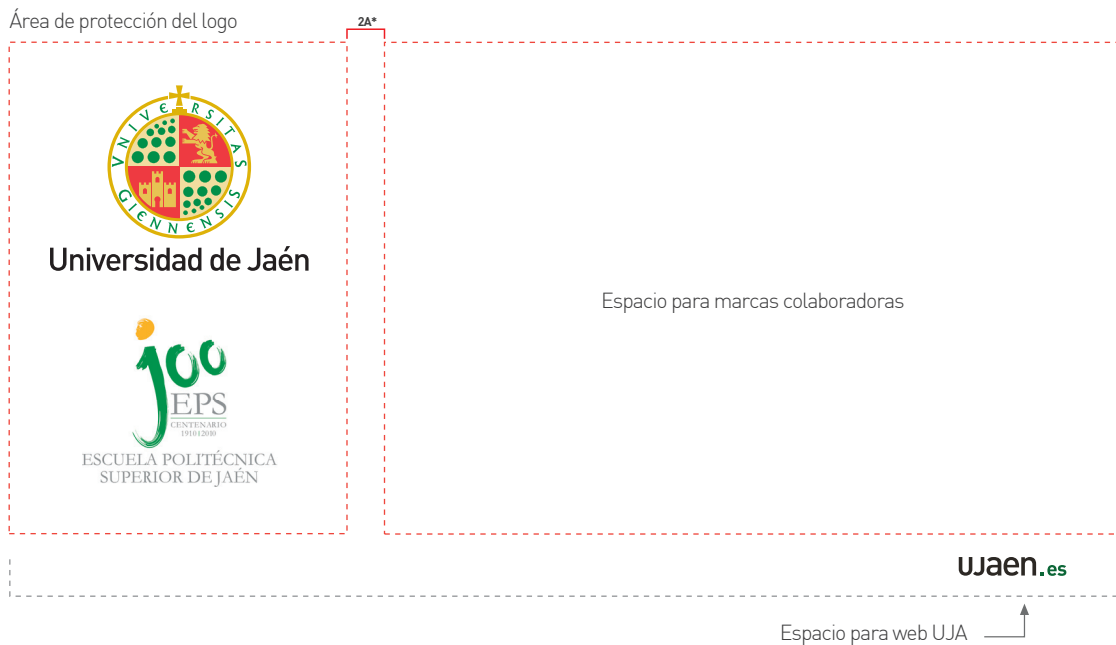 Área de protección del logo
2A*
VNIVERSITAS
GIENNENSIS
Universidad de Jaén
Espacio para marcas colaboradoras
100
EPS
CENTENARIO
1910|2010
ESCUELA POLITÉCNICA
SUPERIOR DE JAÉN
ujaen.es
Espacio para web UJA